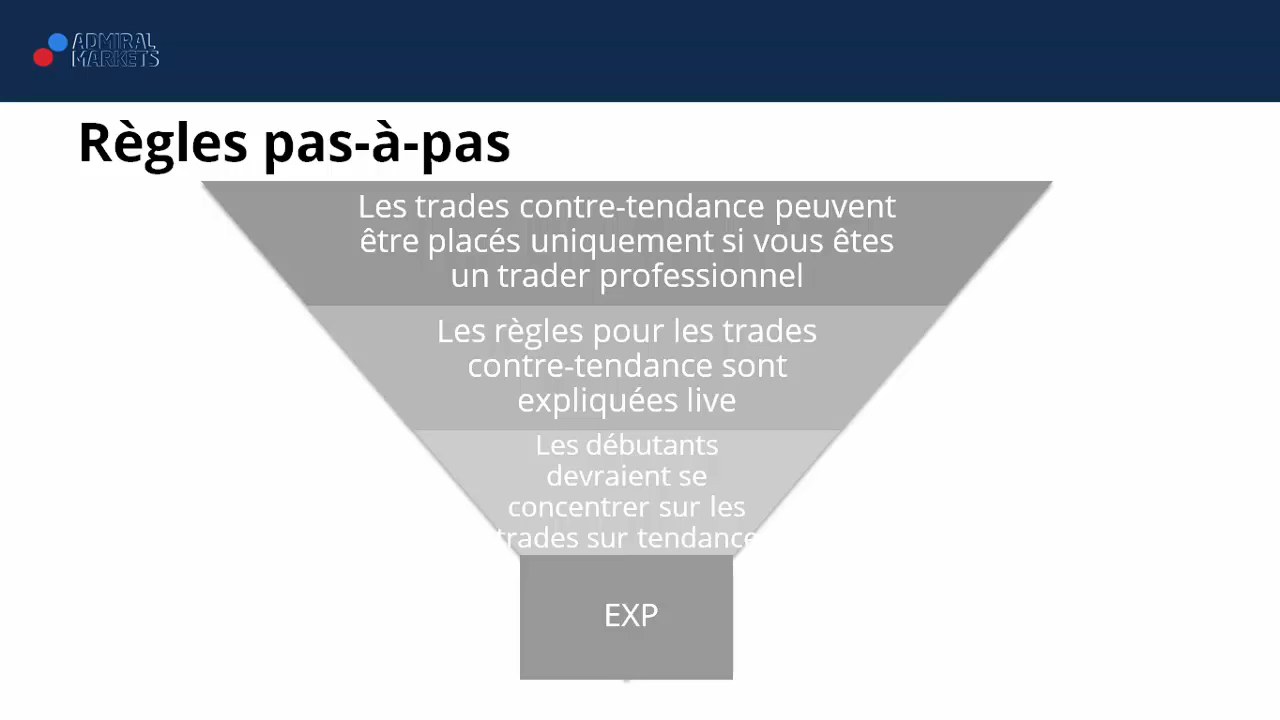 ADMIRAL
MARKETS
Règles pas-à-pas
Les trades contre-tendance peuvent
être placés uniquement si vous êtes
un trader professionnel
Les règles pour les trades
contre-tendance sont
expliquées live
Les débutants
devraient se
concentrer sur les
trades sur tendance
EXP